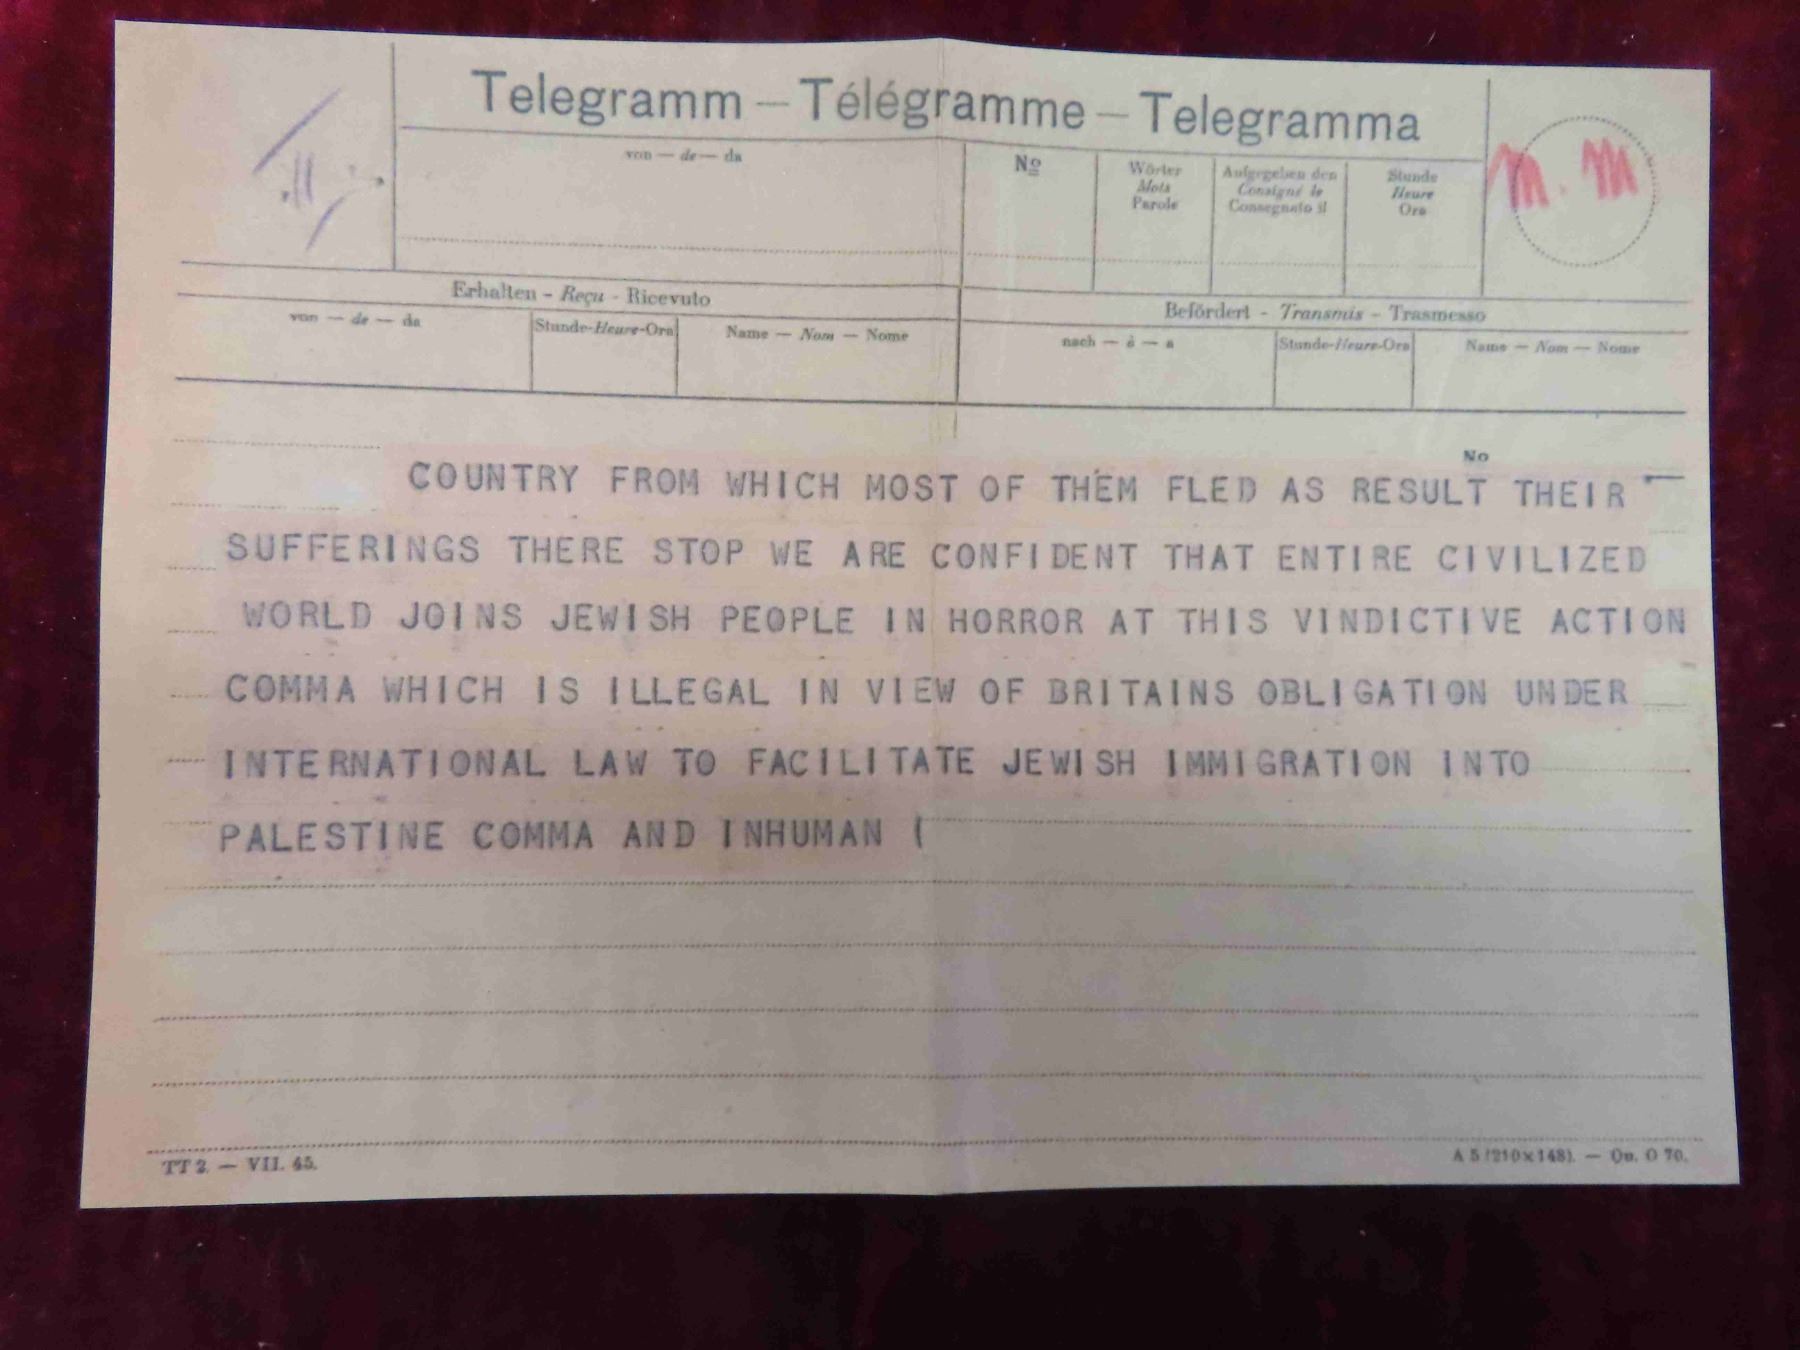 Telegramm — Télégramme — Telegramma
von — de — da
No
Wörter
Mots
Parole
Aufgegeben den
Consigné le
Consegnato il
Stunde
Heure
Ora
M. M
Erhalten - Reçu - Ricevuto
Befördert - Transmis - Trasmesso
von — de — da
Stunde-Heure-Ora
Name — Nom — Nome
nach — à — a
Stunde-Heure-Ora
Name — Nom — Nome
No
COUNTRY FROM WHICH MOST OF THEM FLED AS RESULT THEIR
SUFFERINGS THERE STOP WE ARE CONFIDENT THAT ENTIRE CIVILIZED
WORLD JOINS JEWISH PEOPLE IN HORROR AT THIS VINDICTIVE ACTION
COMMA WHICH IS ILLEGAL IN VIEW OF BRITAINS OBLIGATION UNDER
INTERNATIONAL LAW TO FACILITATE JEWISH IMMIGRATION INTO
PALESTINE COMMA AND INHUMAN (
TT 2. — VII. 45.
A 5 (210×148). — Qu. O 70.